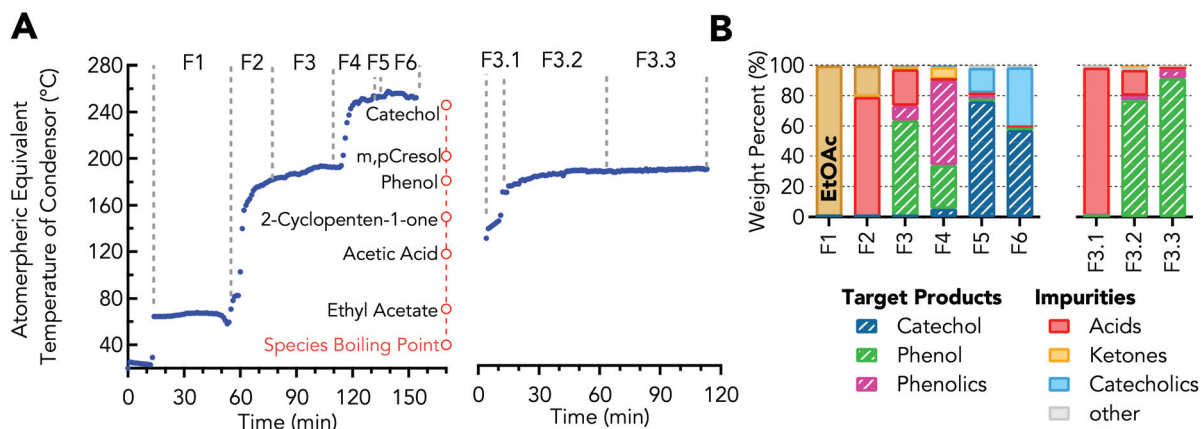 A
Atomerpheric Equivalent
Temperature of Condensor (°C)
280
240
200
160
120
80
40
F1 F2 F3 F4 F5 F6
Catechol
m,pCresol
Phenol
2-Cyclopenten-1-one
Acetic Acid
Ethyl Acetate
Species Boiling Point
0 30 60 90 120 150
Time (min)
F3.1 F3.2 F3.3
0 30 60 90 120
Time (min)
B
Weight Percent (%)
100
80
60
40
20
0
EtOAc
F1 F2 F3 F4 F5 F6
F3.1 F3.2 F3.3
Target Products
Catechol
Phenol
Phenolics
Impurities
Acids
Ketones
Catecholics
other